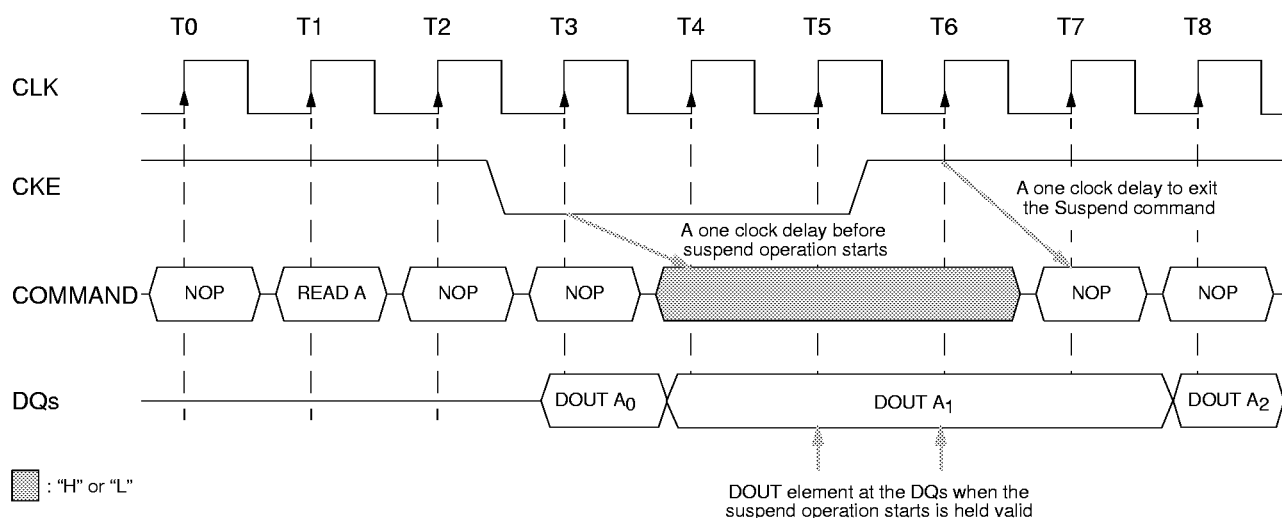 T0 T1 T2 T3 T4 T5 T6 T7 T8
CLK
CKE
A one clock delay to exit
the Suspend command
A one clock delay before
suspend operation starts
COMMAND NOP READ A NOP NOP NOP NOP
DQs DOUT A0 DOUT A1 DOUT A2
: “H” or “L”
DOUT element at the DQs when the
suspend operation starts is held valid